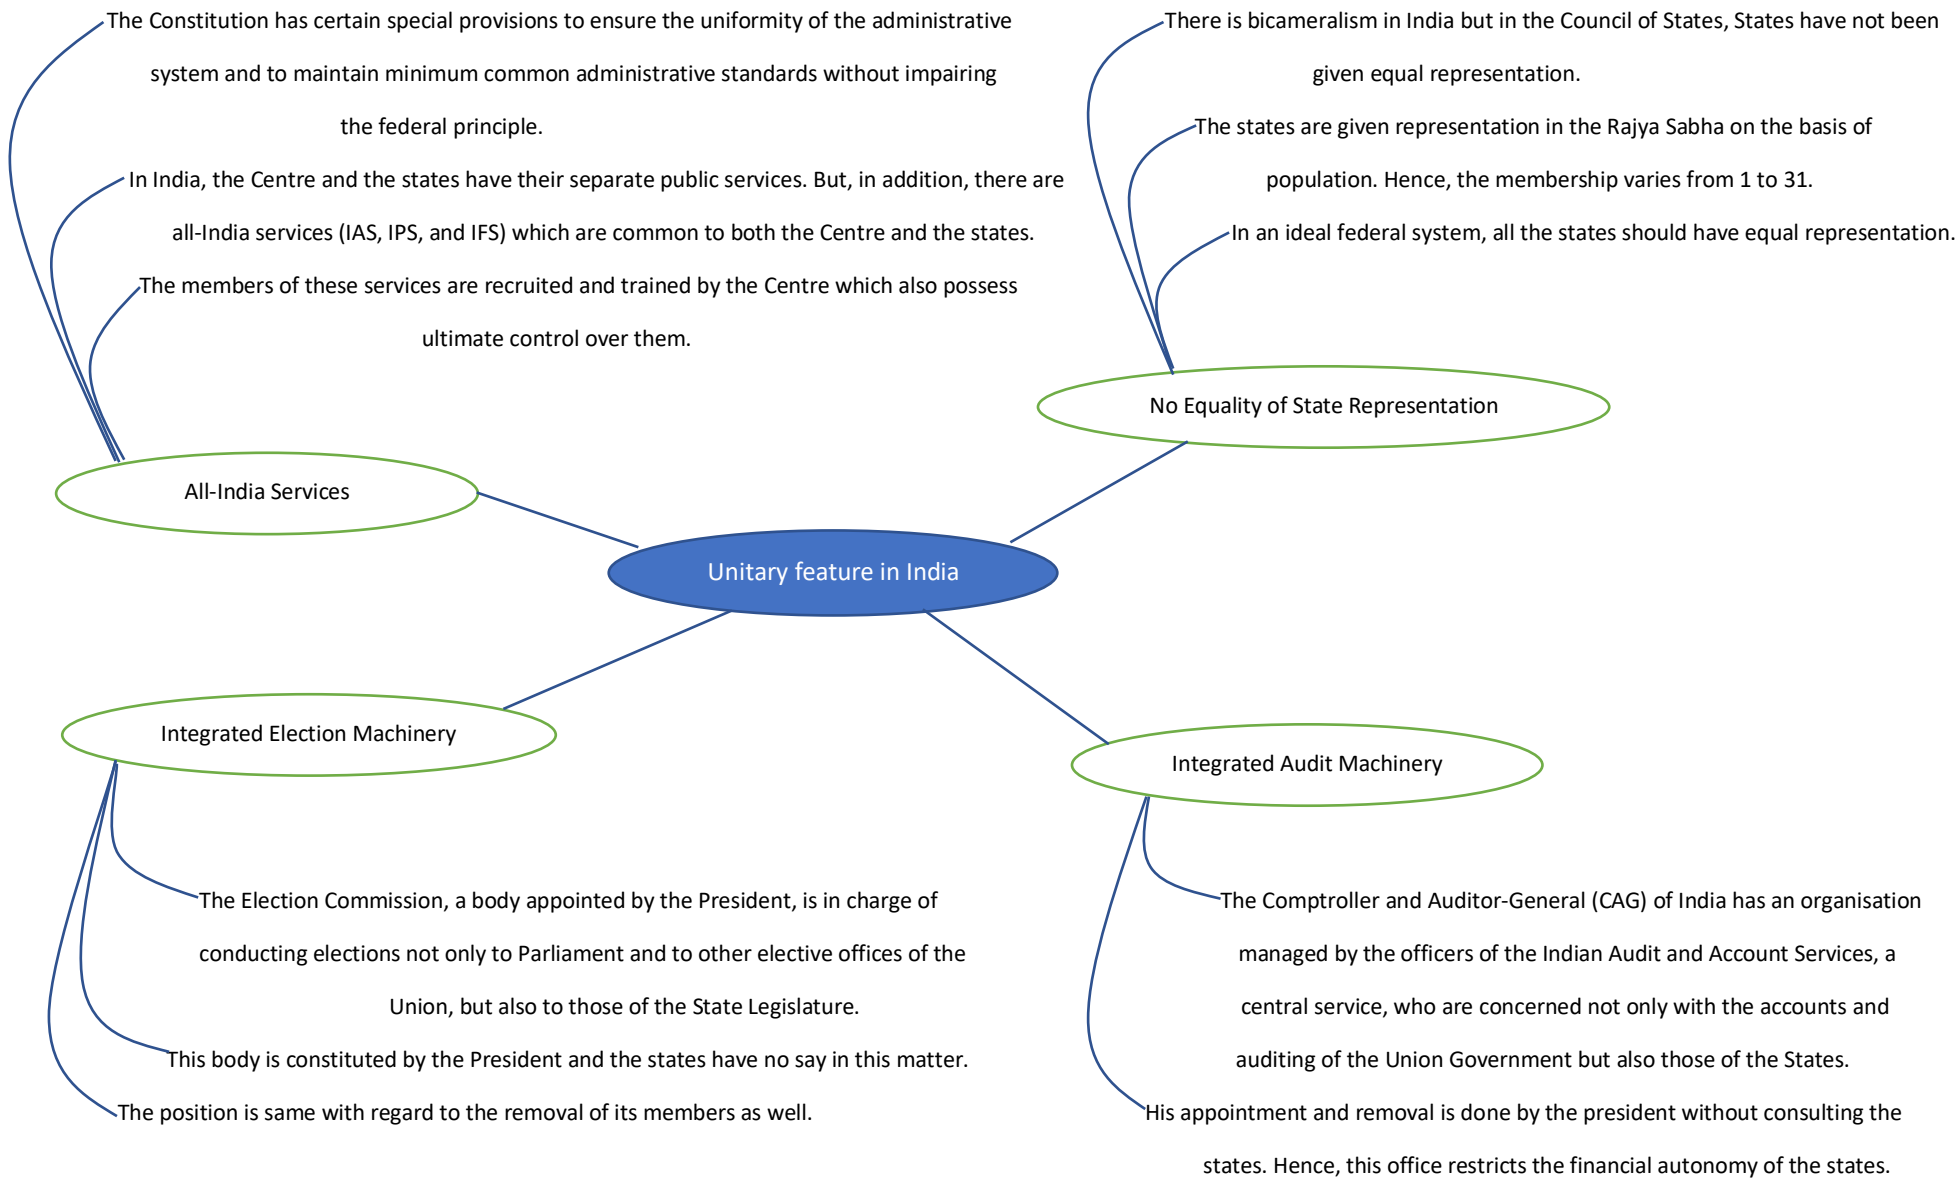 The Constitution has certain special provisions to ensure the uniformity of the administrative
system and to maintain minimum common administrative standards without impairing
the federal principle.
In India, the Centre and the states have their separate public services. But, in addition, there are
all-India services (IAS, IPS, and IFS) which are common to both the Centre and the states.
The members of these services are recruited and trained by the Centre which also possess
ultimate control over them.
All-India Services
There is bicameralism in India but in the Council of States, States have not been
given equal representation.
The states are given representation in the Rajya Sabha on the basis of
population. Hence, the membership varies from 1 to 31.
In an ideal federal system, all the states should have equal representation.
No Equality of State Representation
Unitary feature in India
Integrated Election Machinery
The Election Commission, a body appointed by the President, is in charge of
conducting elections not only to Parliament and to other elective offices of the
Union, but also to those of the State Legislature.
This body is constituted by the President and the states have no say in this matter.
The position is same with regard to the removal of its members as well.
Integrated Audit Machinery
The Comptroller and Auditor-General (CAG) of India has an organisation
managed by the officers of the Indian Audit and Account Services, a
central service, who are concerned not only with the accounts and
auditing of the Union Government but also those of the States.
His appointment and removal is done by the president without consulting the
states. Hence, this office restricts the financial autonomy of the states.